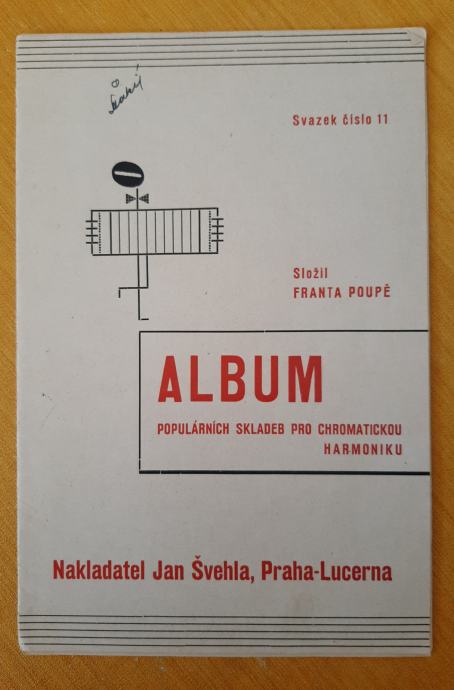 Svazek číslo 11
Složil
FRANTA POUPĚ
ALBUM
POPULÁRNÍCH SKLADEB PRO CHROMATICKOU
HARMONIKU
Nakladatel Jan Švehla, Praha-Lucerna